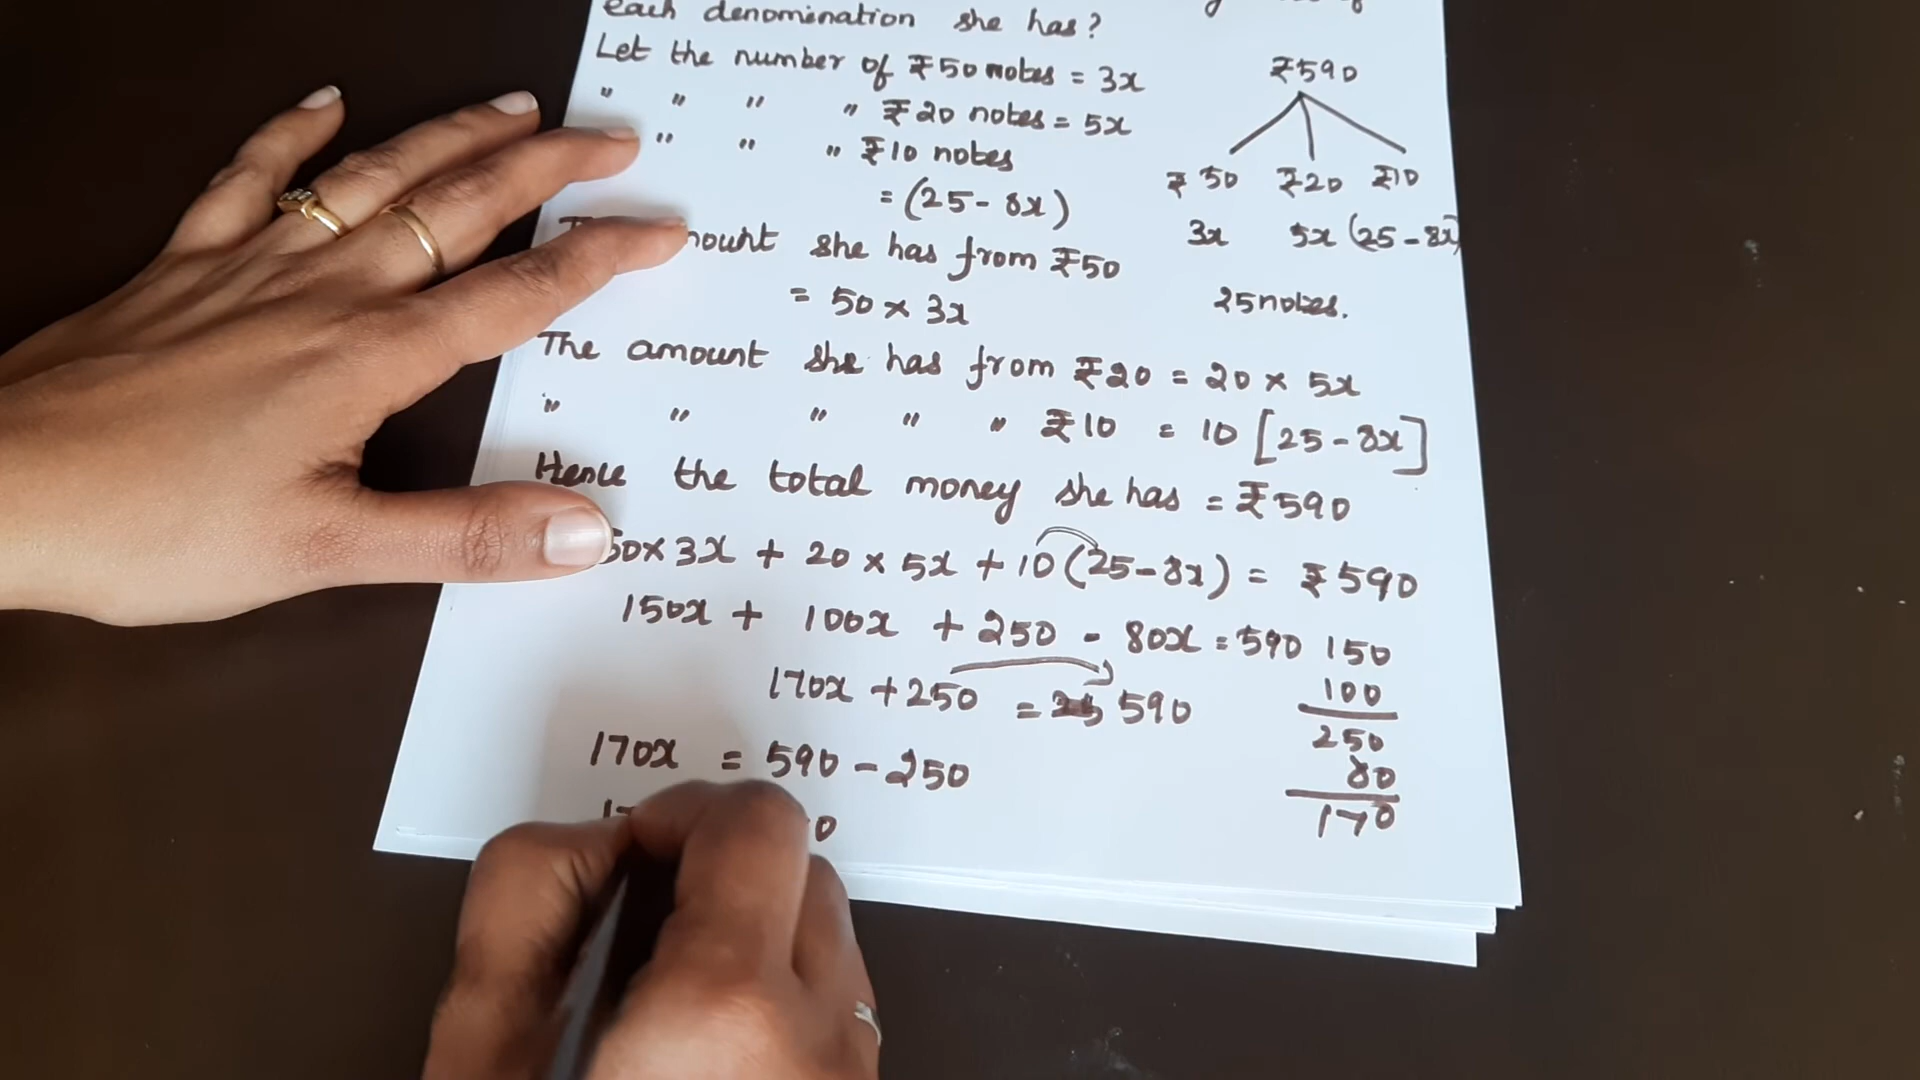 each denomination she has?
Let the number of ₹50 notes = 3x
" " " " ₹20 notes = 5x
" " " ₹10 notes
= (25 - 8x)
she has from ₹50
= 50 × 3x
The amount she has from ₹20 = 20 × 5x
" " " " " ₹10 = 10 [25 - 8x]
Hence the total money she has = ₹590
50 × 3x + 20 × 5x + 10 (25 - 8x) = ₹590
150x + 100x + 250 - 80x = 590
170x + 250 = 590
170x = 590 - 250
₹590
₹50 ₹20 ₹10
3x 5x (25 - 8x)
25 notes.
150
100
250
80
170